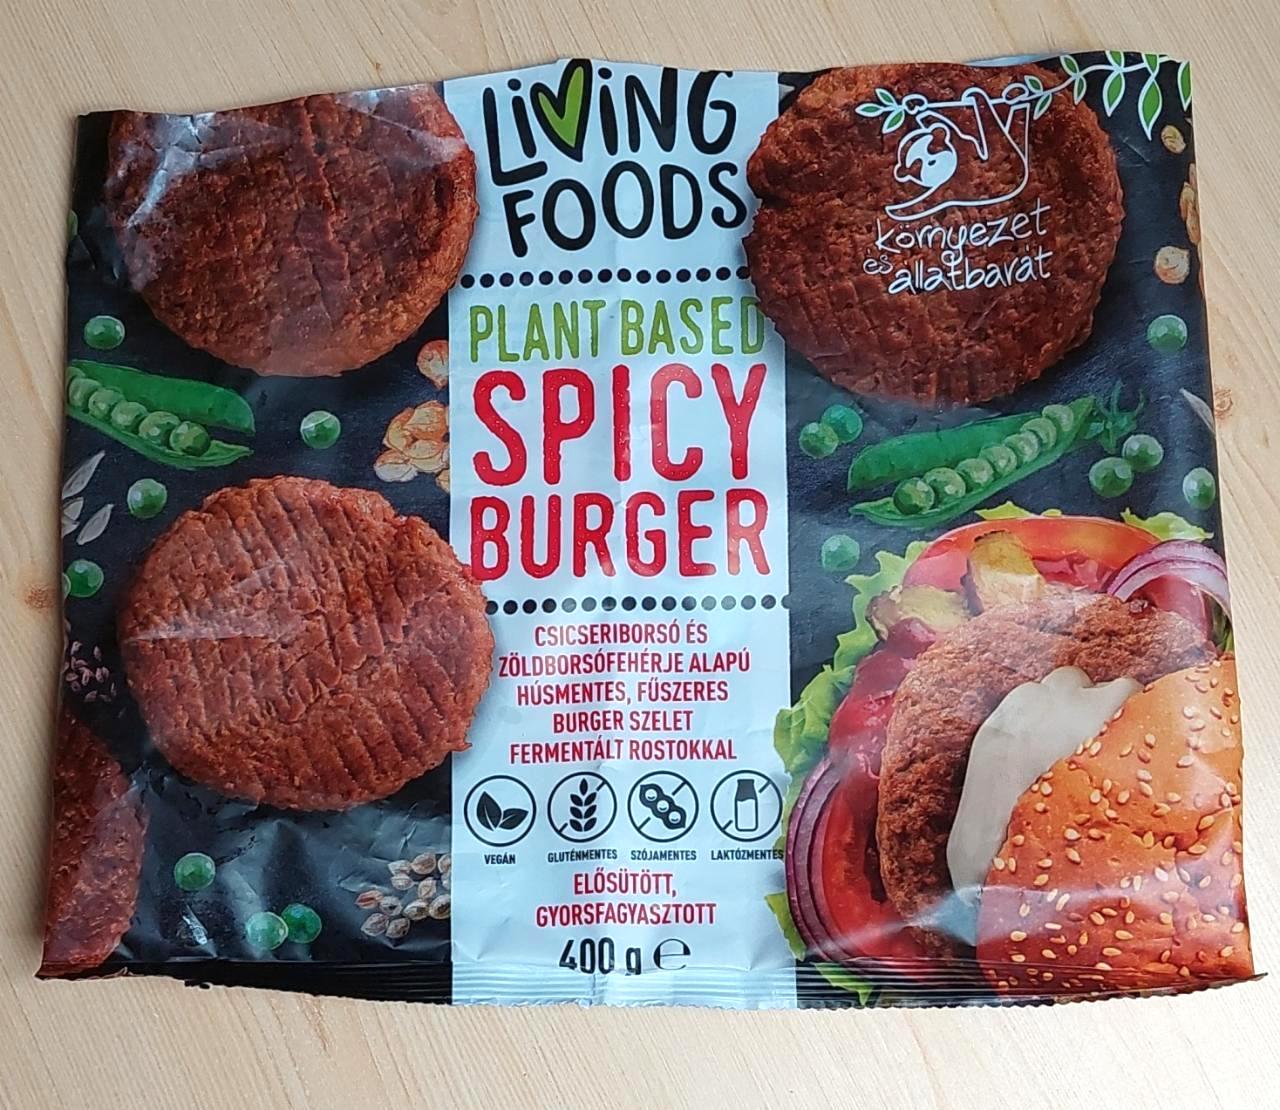 LiViNG
FOODS
környezet
és állatbarát
PLANT BASED
SPICY
BURGER
CSICSERIBORSÓ ÉS
ZÖLDBORSÓFEHÉRJE ALAPÚ
HÚSMENTES, FŰSZERES
BURGER SZELET
FERMENTÁLT ROSTOKKAL
VEGÁN GLUTÉNMENTES SZÓJAMENTES LAKTÓZMENTES
ELŐSÜTÖTT,
GYORSFAGYASZTOTT
400 g ℮